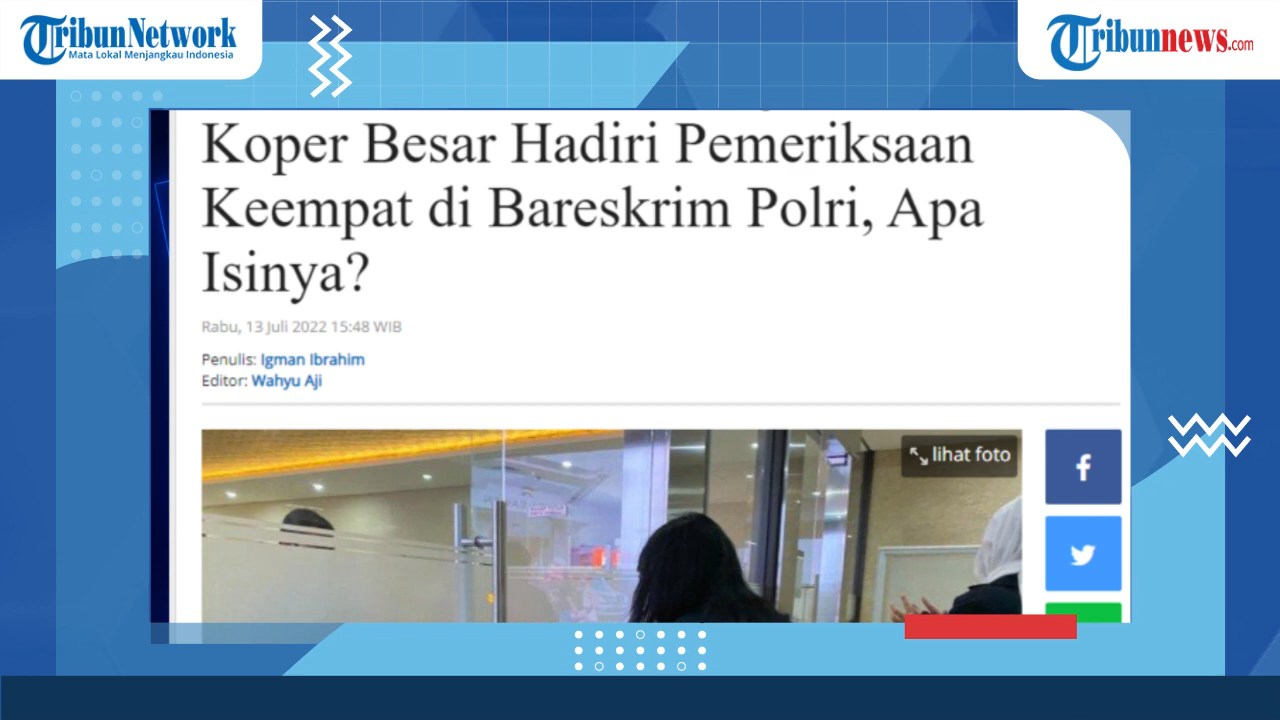 TribunNetwork
Mata Lokal Menjangkau Indonesia
Tribunnews.com
Koper Besar Hadiri Pemeriksaan
Keempat di Bareskrim Polri, Apa
Isinya?
Rabu, 13 Juli 2022 15:48 WIB
Penulis: Igman Ibrahim
Editor: Wahyu Aji
lihat foto